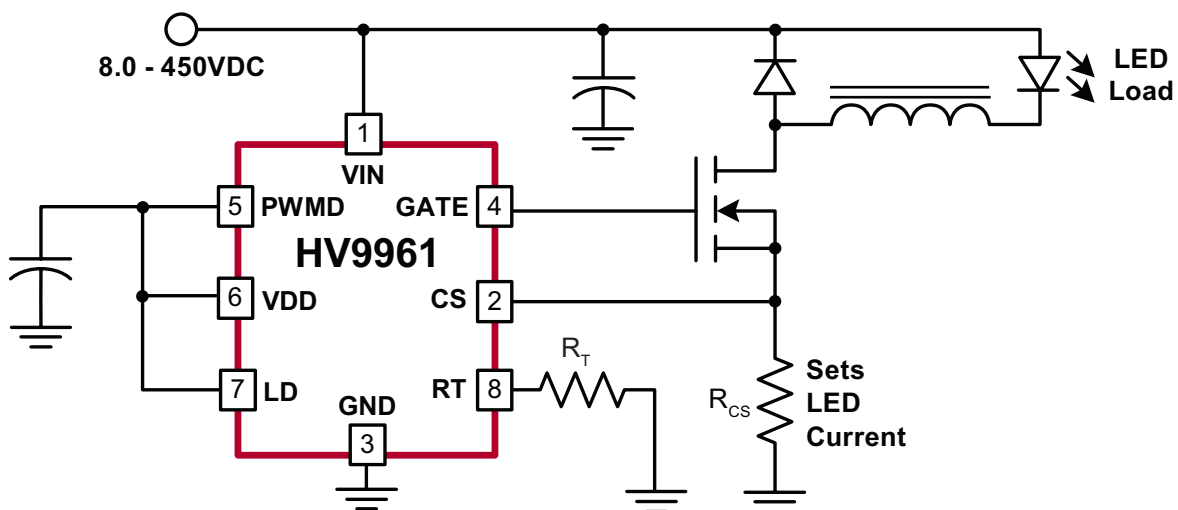 8.0 - 450VDC
LED
Load
1
VIN
5 PWMD
GATE 4
HV9961
6 VDD
CS 2
7 LD
RT 8
R_T
GND
3
R_CS
Sets
LED
Current